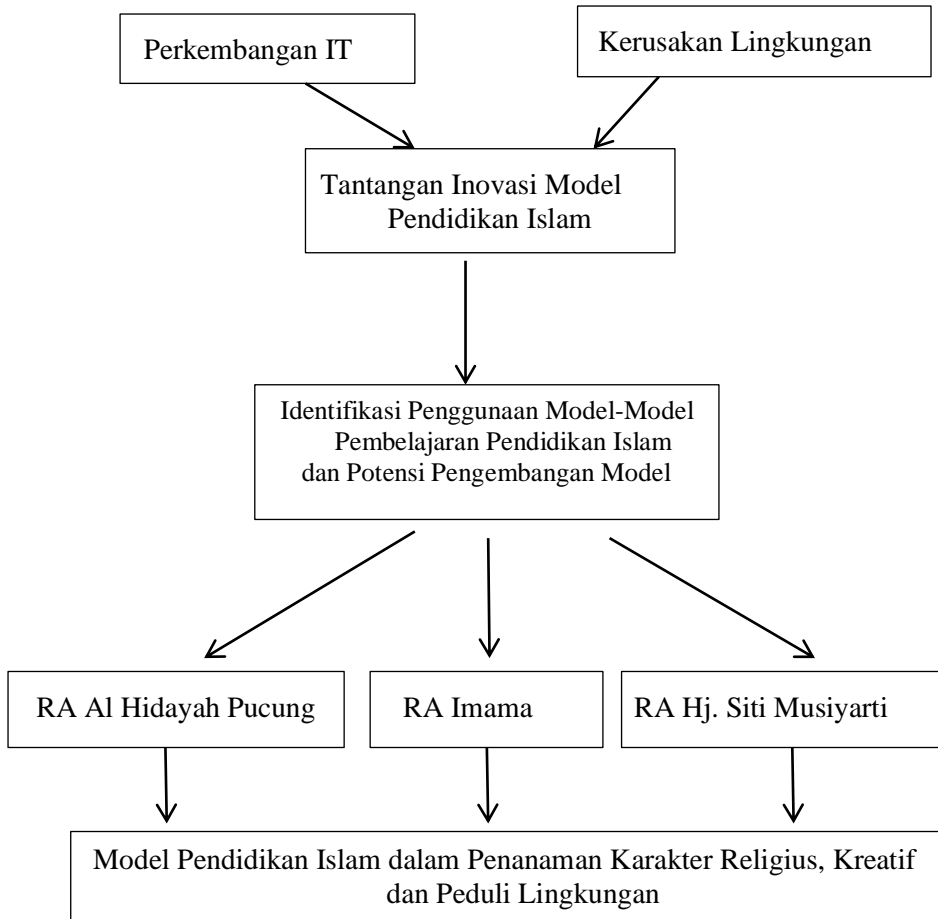 Perkembangan IT
Kerusakan Lingkungan
Tantangan Inovasi Model
Pendidikan Islam
Identifikasi Penggunaan Model-Model
Pembelajaran Pendidikan Islam
dan Potensi Pengembangan Model
RA Al Hidayah Pucung
RA Imama
RA Hj. Siti Musiyarti
Model Pendidikan Islam dalam Penanaman Karakter Religius, Kreatif
dan Peduli Lingkungan